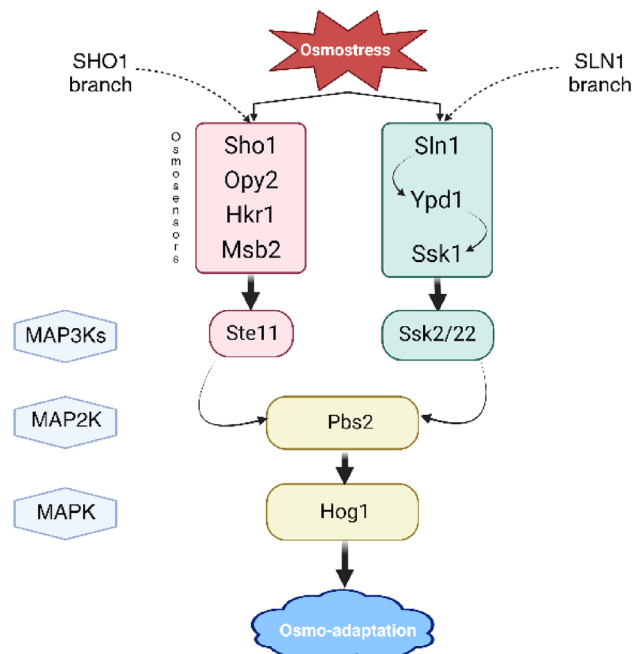 Osmostress
SHO1
branch
SLN1
branch
Osmosensors
Sho1
Opy2
Hkr1
Msb2
Sln1
Ypd1
Ssk1
MAP3Ks
Ste11
Ssk2/22
MAP2K
Pbs2
MAPK
Hog1
Osmo-adaptation